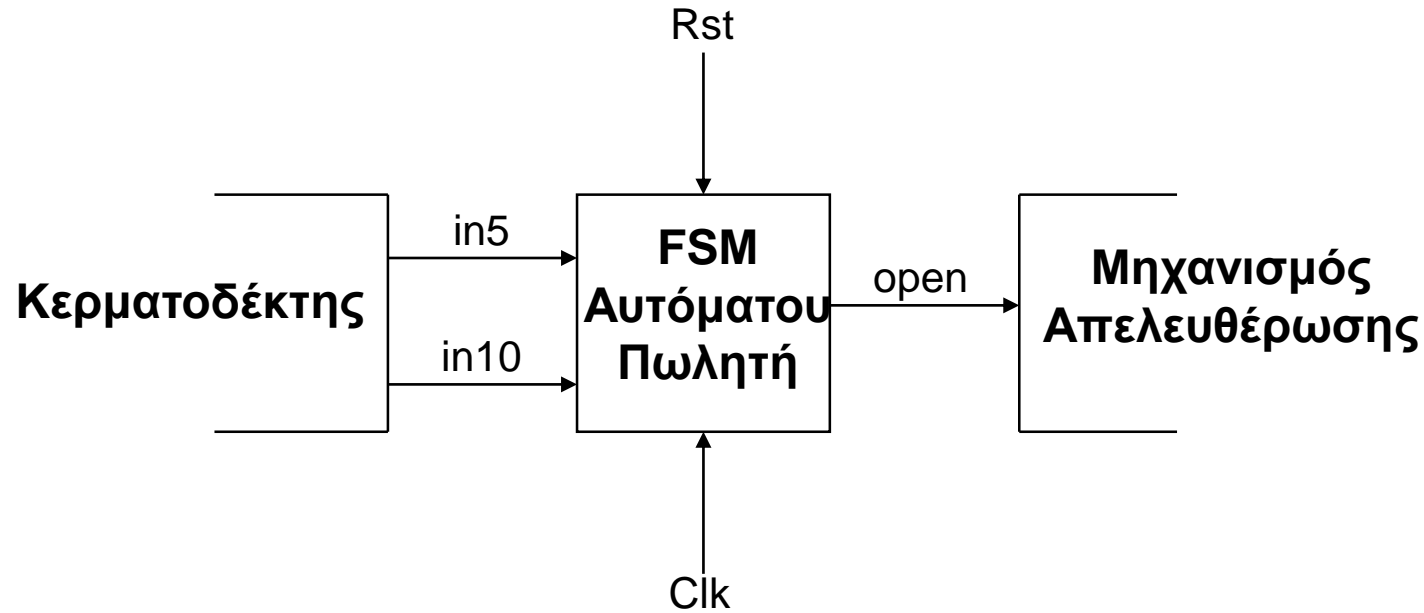 Rst
Κερματοδέκτης
in5
in10
FSM
Αυτόματου
Πωλητή
open
Μηχανισμός
Απελευθέρωσης
Clk